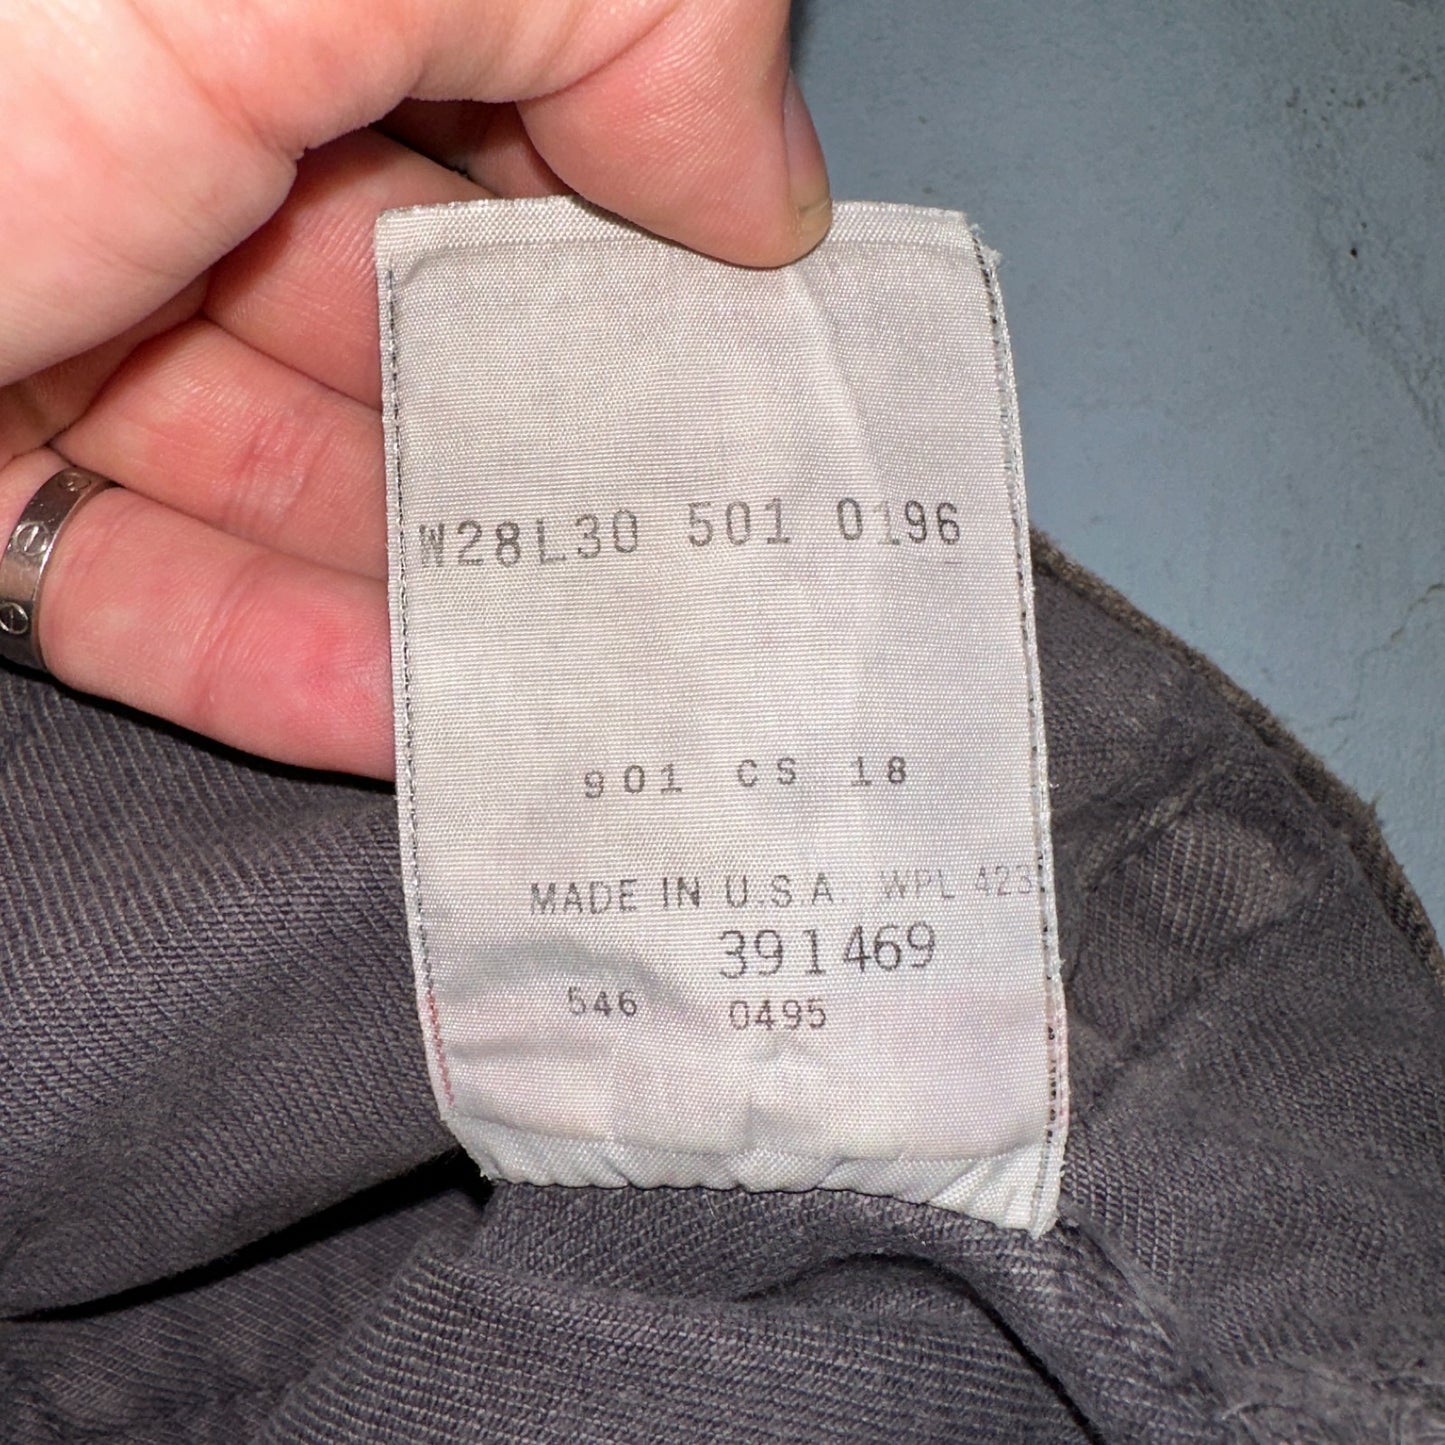 W28L30 501 0196
901 CS 18
MADE IN U.S.A. WPL 423
391469
546 0495